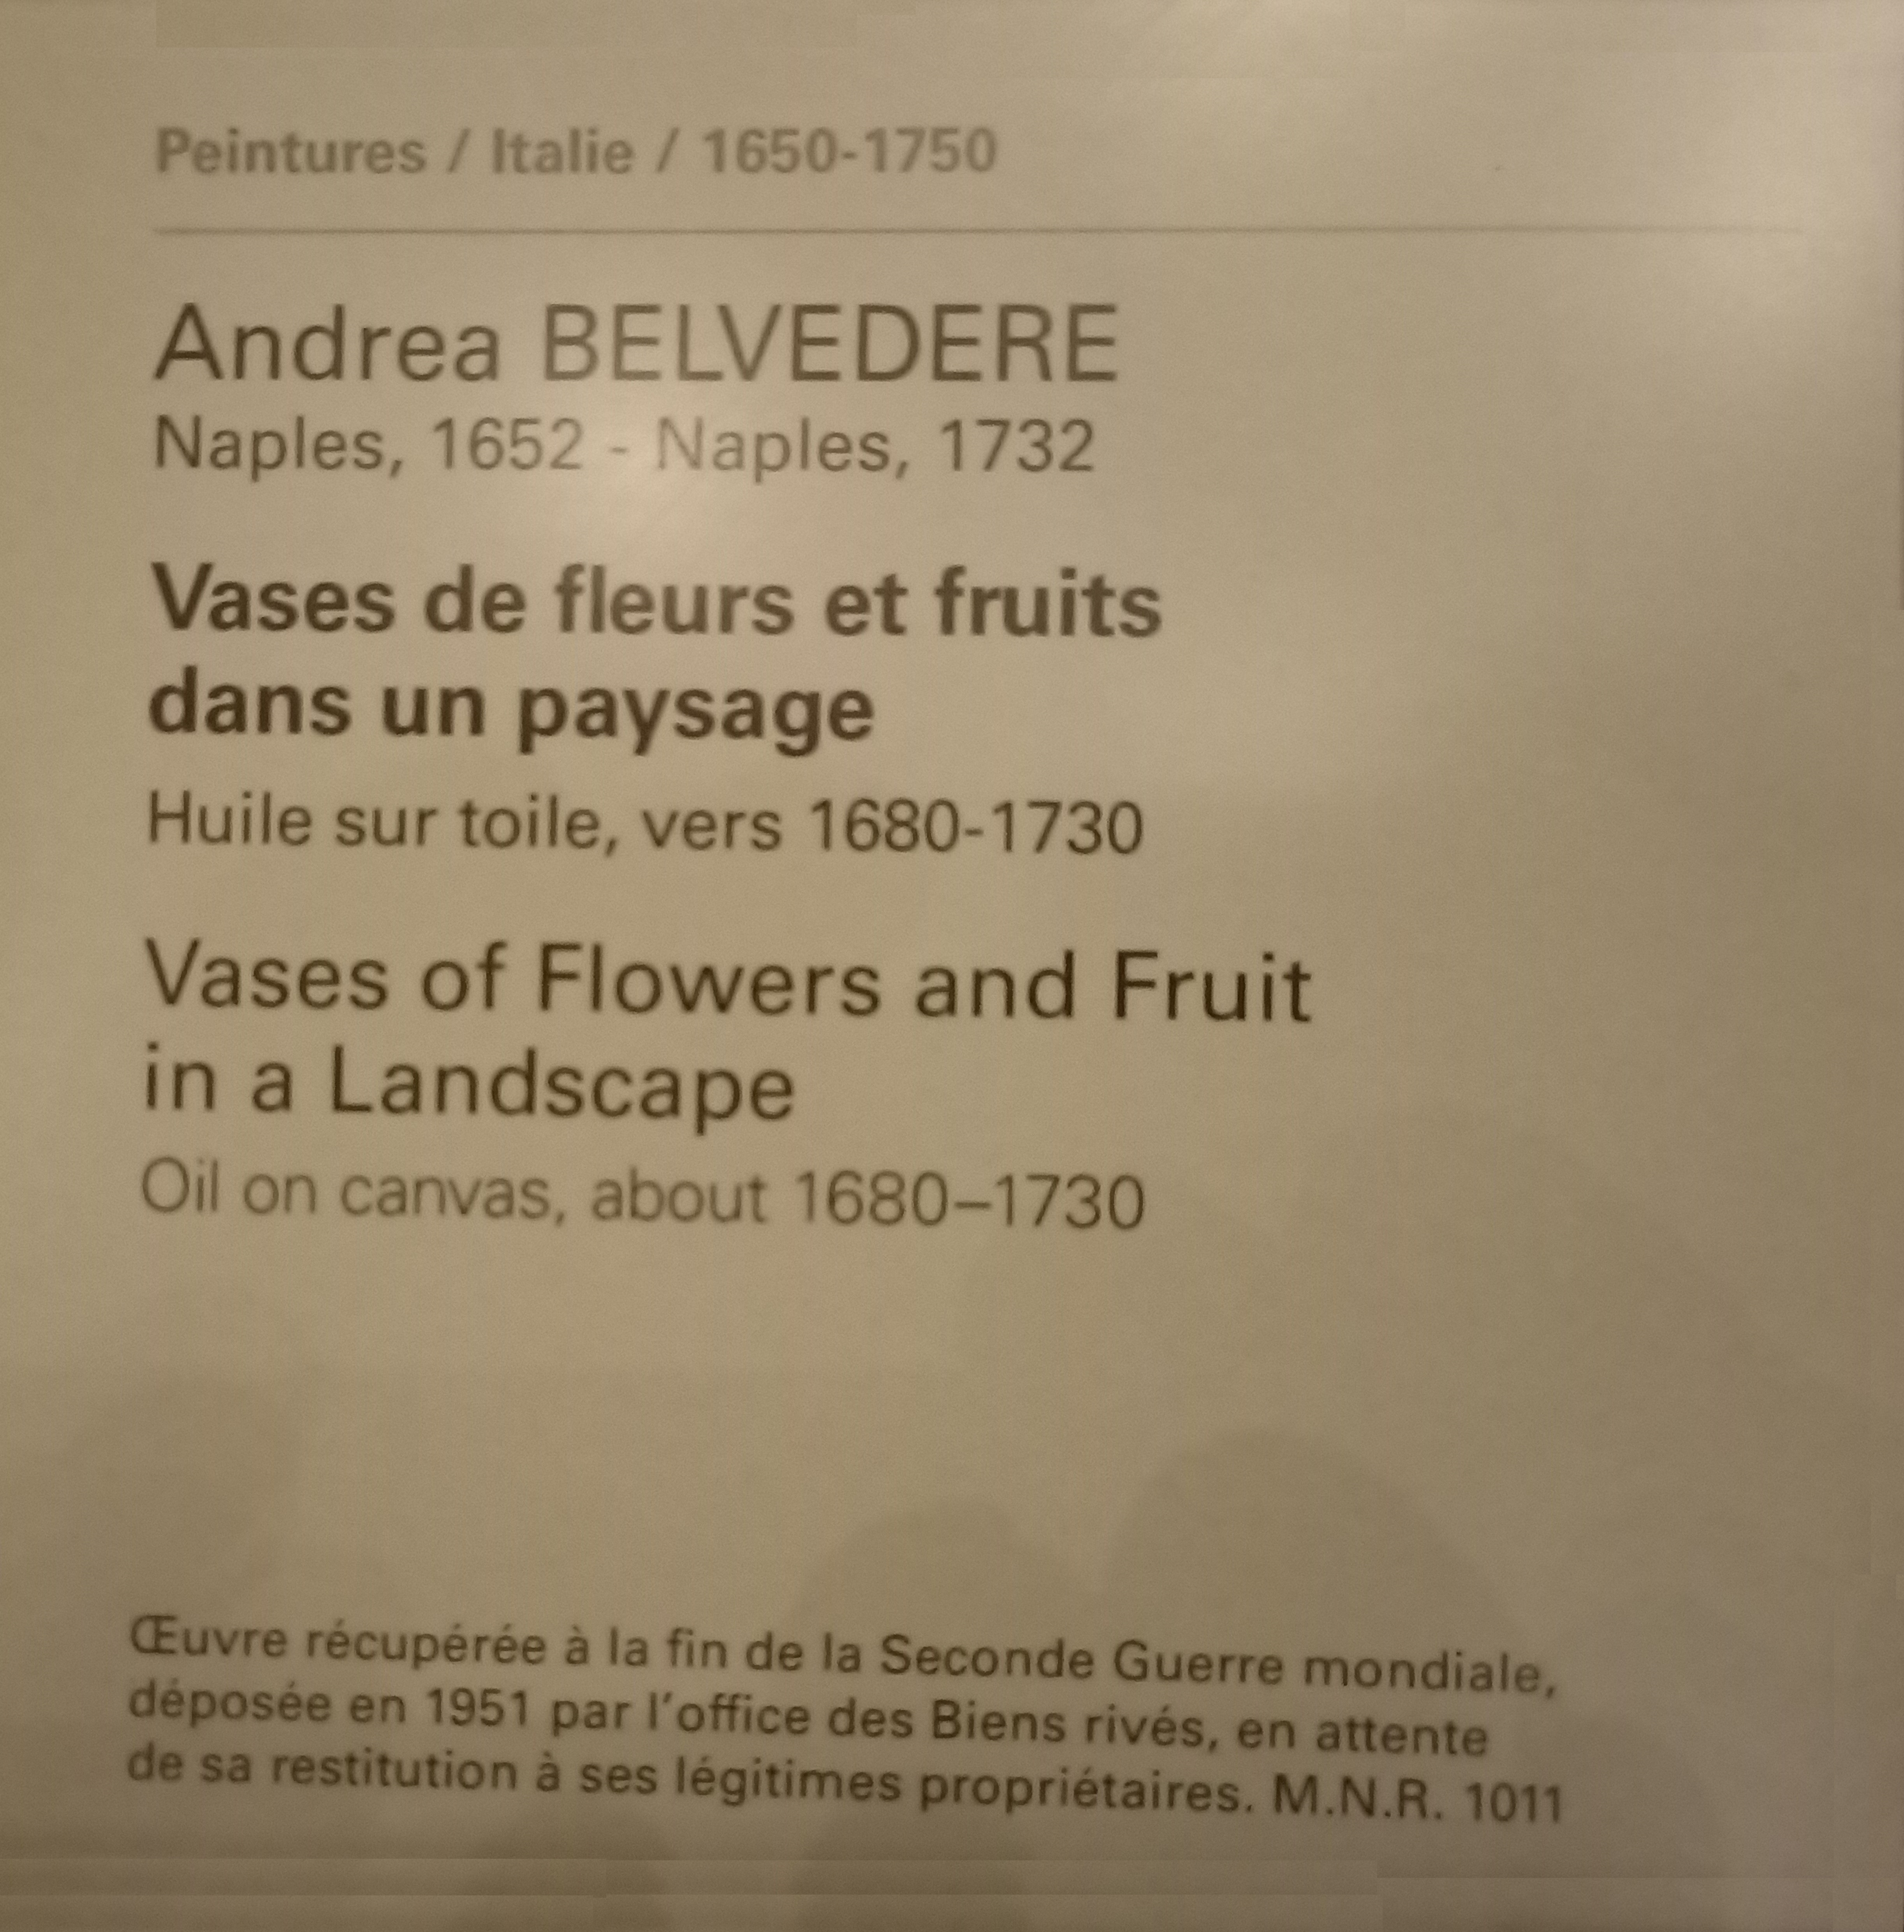 Peintures / Italie / 1650-1750
Andrea BELVEDERE
Naples, 1652 - Naples, 1732
Vases de fleurs et fruits
dans un paysage
Huile sur toile, vers 1680-1730
Vases of Flowers and Fruit
in a Landscape
Oil on canvas, about 1680–1730
Œuvre récupérée à la fin de la Seconde Guerre mondiale,
déposée en 1951 par l'office des Biens rivés, en attente
de sa restitution à ses légitimes propriétaires. M.N.R. 1011